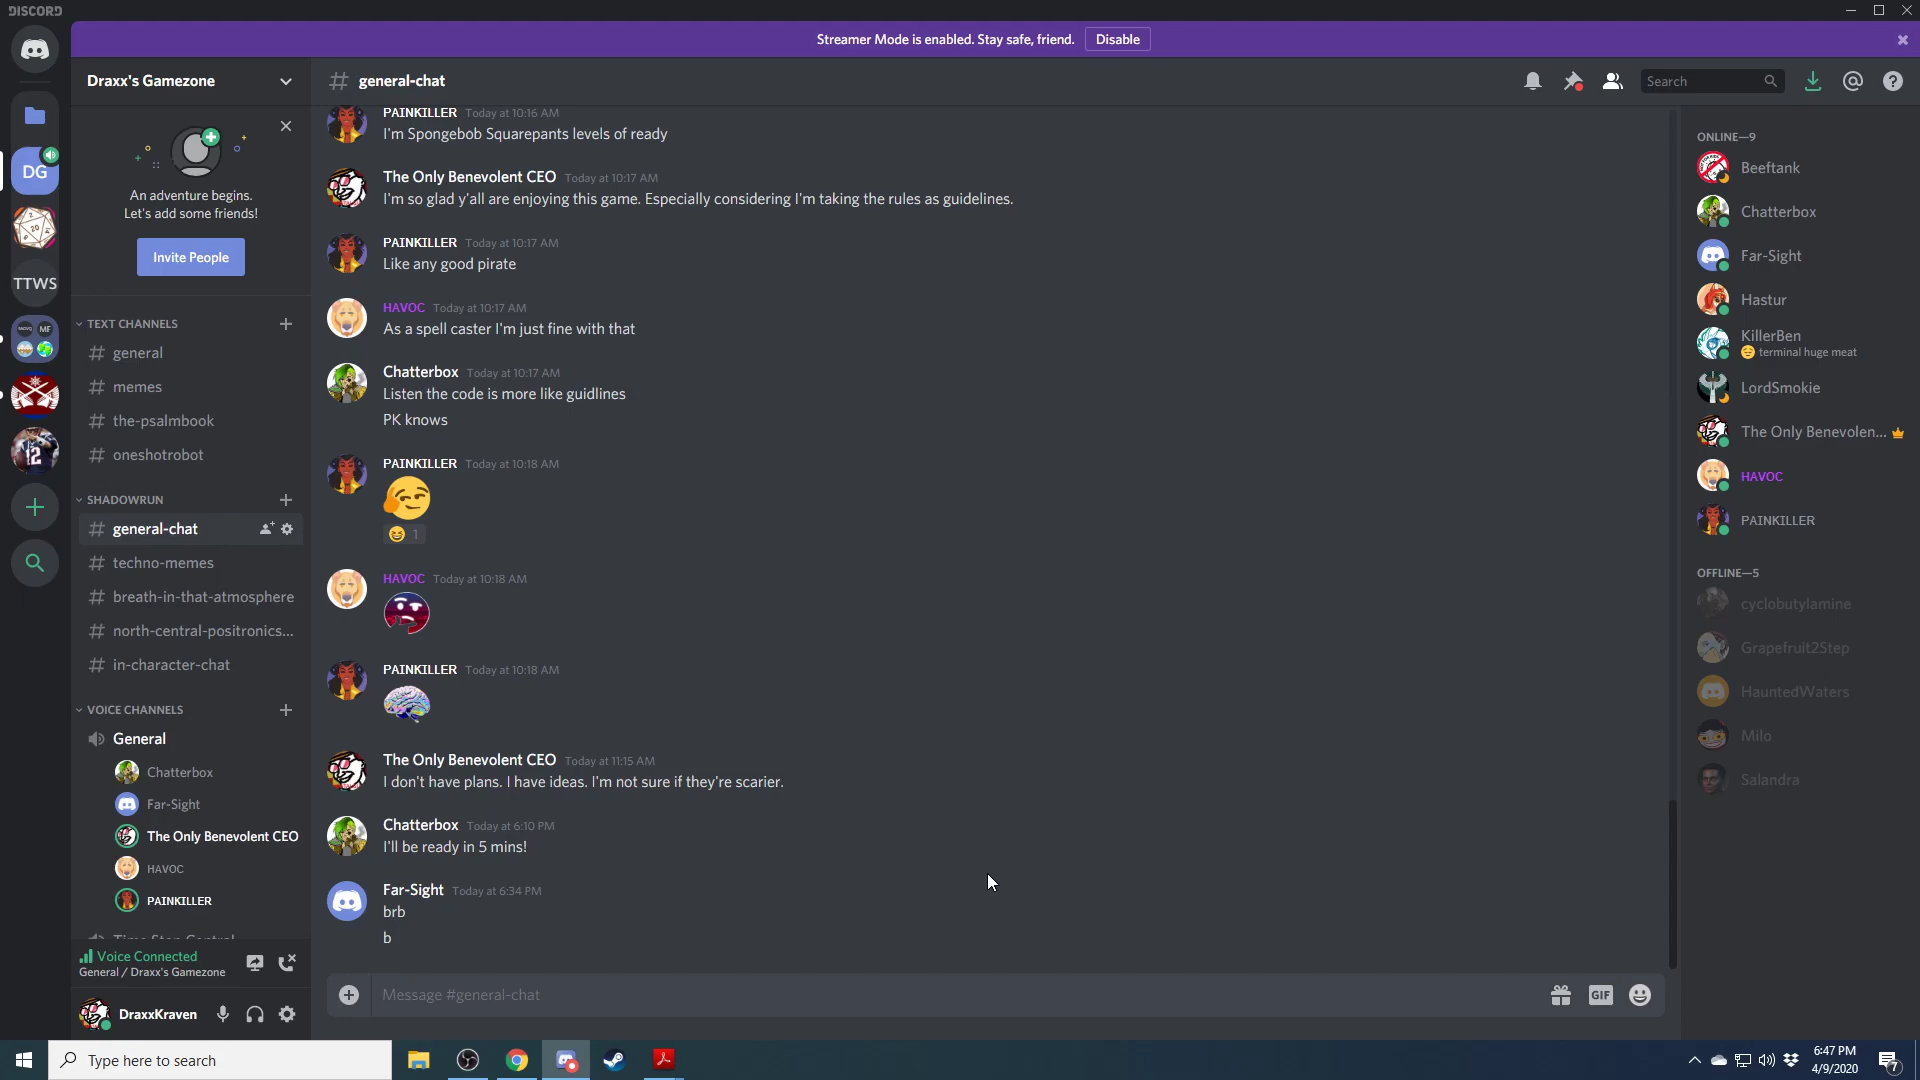 DISCORD
Streamer Mode is enabled. Stay safe, friend.
Disable
Draxx's Gamezone
general-chat
Search
DG
TTWS
MF
12
20
An adventure begins.
Let's add some friends!
Invite People
TEXT CHANNELS
general
memes
the-psalmbook
oneshotrobot
SHADOWRUN
general-chat
techno-memes
breath-in-that-atmosphere
north-central-positronics...
in-character-chat
VOICE CHANNELS
General
Chatterbox
Far-Sight
The Only Benevolent CEO
HAVOC
PAINKILLER
Voice Connected
General / Draxx's Gamezone
DraxxKraven
PAINKILLER Today at 10:16 AM
I'm Spongebob Squarepants levels of ready
The Only Benevolent CEO Today at 10:17 AM
I'm so glad y'all are enjoying this game. Especially considering I'm taking the rules as guidelines.
PAINKILLER Today at 10:17 AM
Like any good pirate
HAVOC Today at 10:17 AM
As a spell caster I'm just fine with that
Chatterbox Today at 10:17 AM
Listen the code is more like guidlines
PK knows
PAINKILLER Today at 10:18 AM
1
HAVOC Today at 10:18 AM
PAINKILLER Today at 10:18 AM
The Only Benevolent CEO Today at 11:15 AM
I don't have plans. I have ideas. I'm not sure if they're scarier.
Chatterbox Today at 6:10 PM
I'll be ready in 5 mins!
Far-Sight Today at 6:34 PM
brb
b
Message #general-chat
GIF
ONLINE—9
Beeftank
Chatterbox
Far-Sight
Hastur
KillerBen
terminal huge meat
LordSmokie
The Only Benevolen...
HAVOC
PAINKILLER
OFFLINE—5
cyclobutylamine
Grapefruit2Step
HauntedWaters
Milo
Salandra
Type here to search
6:47 PM
4/9/2020
7